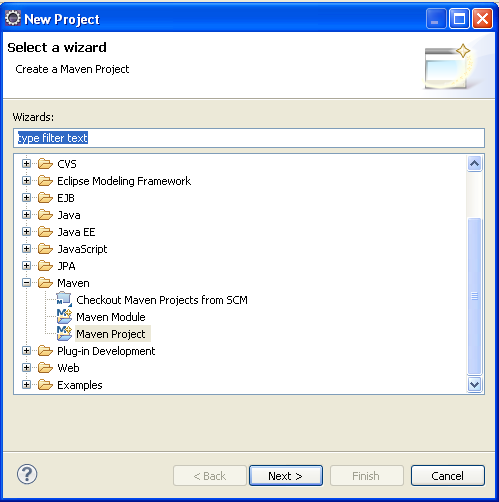 New Project
Select a wizard
Create a Maven Project
Wizards:
type filter text
CVS
Eclipse Modeling Framework
EJB
Java
Java EE
JavaScript
JPA
Maven
Checkout Maven Projects from SCM
Maven Module
Maven Project
Plug-in Development
Web
Examples
? < Back Next > Finish Cancel